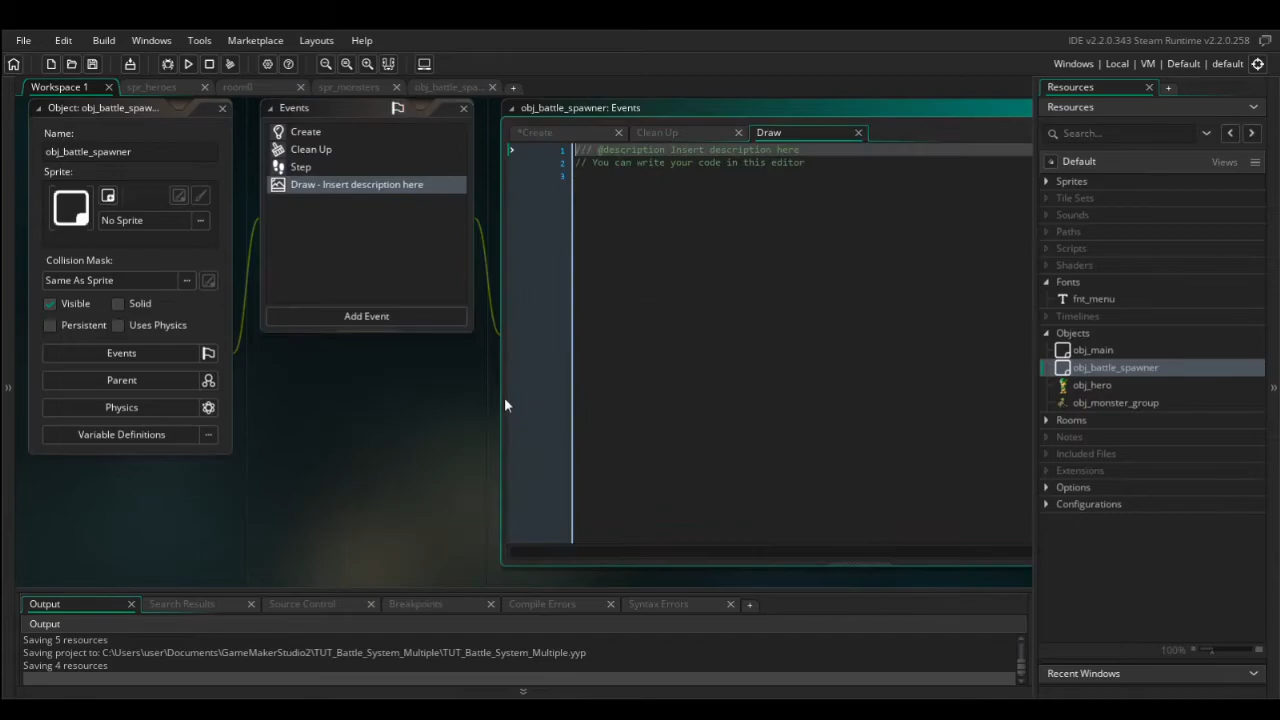 File Edit Build Windows Tools Marketplace Layouts Help
IDE v2.2.0.343 Steam Runtime v2.2.0.258
Windows | Local | VM | Default | default
Workspace 1
spr_heroes
room0
spr_monsters
obj_battle_spa...
Object: obj_battle_spaw...
Name:
obj_battle_spawner
Sprite:
No Sprite
Collision Mask:
Same As Sprite
Visible
Solid
Persistent
Uses Physics
Events
Parent
Physics
Variable Definitions
Events
Create
Clean Up
Step
Draw - Insert description here
Add Event
obj_battle_spawner: Events
*Create
Clean Up
Draw
1 /// @description Insert description here
2 // You can write your code in this editor
3
Resources
Resources
Search...
Default
Views
Sprites
Tile Sets
Sounds
Paths
Scripts
Shaders
Fonts
fnt_menu
Timelines
Objects
obj_main
obj_battle_spawner
obj_hero
obj_monster_group
Rooms
Notes
Included Files
Extensions
Options
Configurations
100%
Recent Windows
Output
Search Results
Source Control
Breakpoints
Compile Errors
Syntax Errors
Output
Saving 5 resources
Saving project to: C:\Users\user\Documents\GameMakerStudio2\TUT_Battle_System_Multiple\TUT_Battle_System_Multiple.yyp
Saving 4 resources